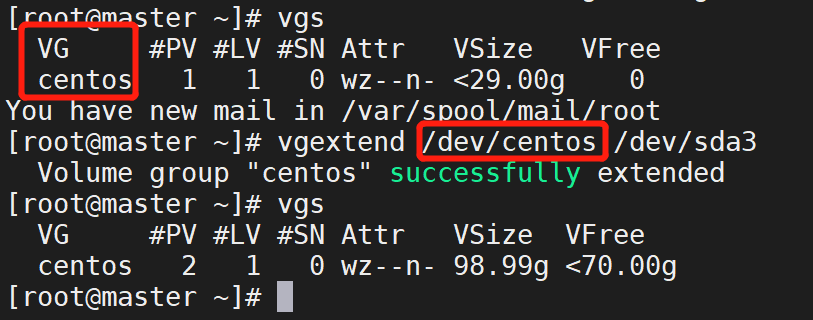 [root@master ~]# vgs
VG #PV #LV #SN Attr VSize VFree
centos 1 1 0 wz--n- <29.00g 0
You have new mail in /var/spool/mail/root
[root@master ~]# vgextend /dev/centos /dev/sda3
Volume group "centos" successfully extended
[root@master ~]# vgs
VG #PV #LV #SN Attr VSize VFree
centos 2 1 0 wz--n- 98.99g <70.00g
[root@master ~]#